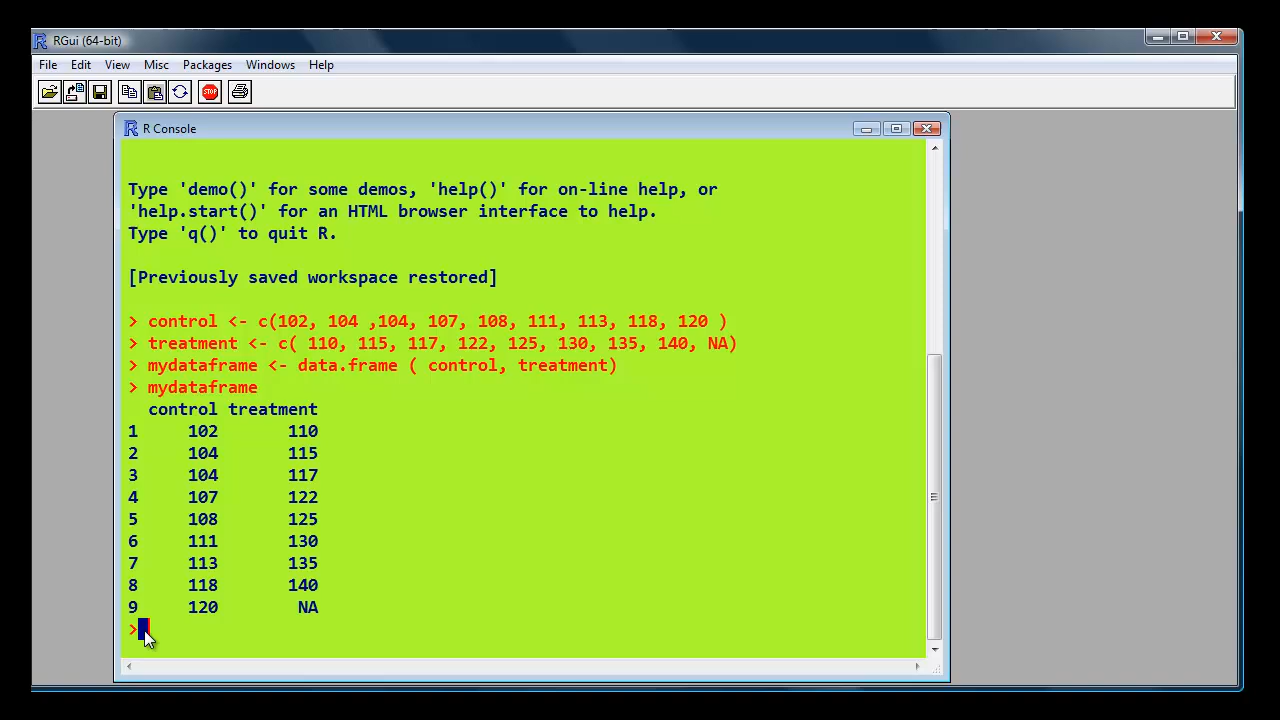 RGui (64-bit)
File Edit View Misc Packages Windows Help
STOP
R Console
Type 'demo()' for some demos, 'help()' for on-line help, or
'help.start()' for an HTML browser interface to help.
Type 'q()' to quit R.
[Previously saved workspace restored]
> control <- c(102, 104 ,104, 107, 108, 111, 113, 118, 120 )
> treatment <- c( 110, 115, 117, 122, 125, 130, 135, 140, NA)
> mydataframe <- data.frame ( control, treatment)
> mydataframe
control treatment
1 102 110
2 104 115
3 104 117
4 107 122
5 108 125
6 111 130
7 113 135
8 118 140
9 120 NA
>